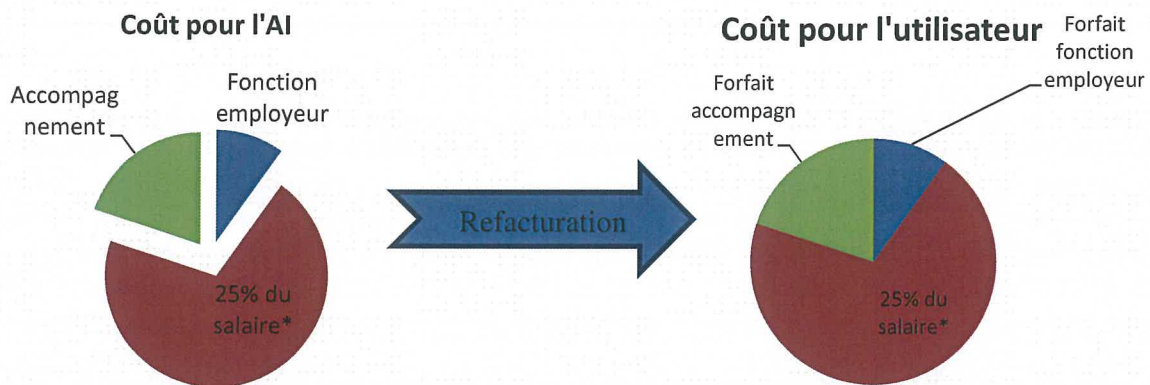 Coût pour l'AI
Accompag
nement
Fonction
employeur
25% du
salaire*
Refacturation
Coût pour l'utilisateur
Forfait
accompagn
ement
Forfait
fonction
employeur
25% du
salaire*